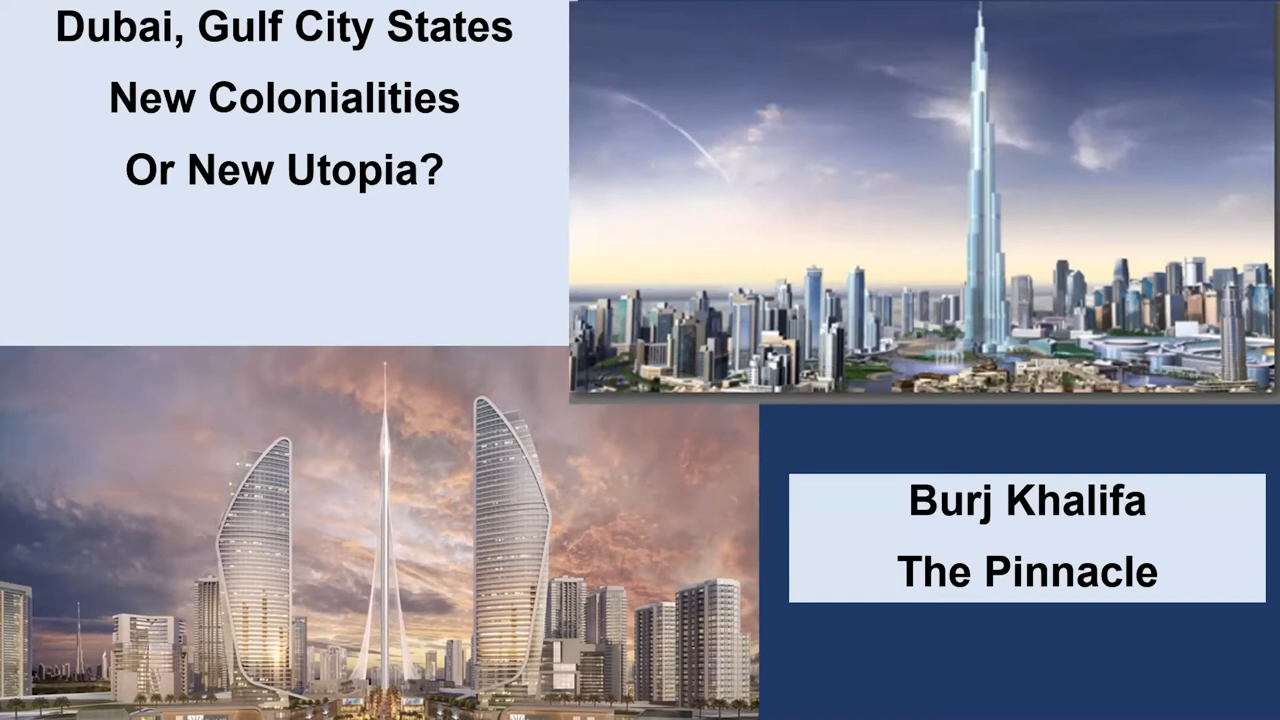 Dubai, Gulf City States
New Colonialities
Or New Utopia?
Burj Khalifa
The Pinnacle